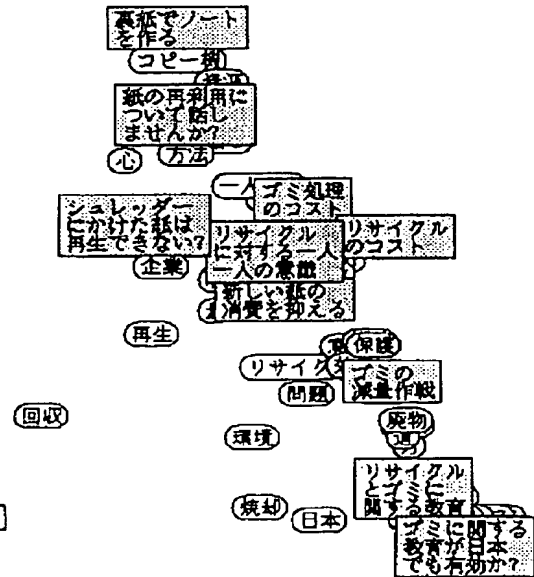 裏紙でノート
を作る
コピー機
紙の再利用に
ついて話し
ませんか?
心
方法
一人
ゴミ処理
のコスト
シュレッダー
にかけた紙は
再生できない?
リサイクル
に対する一人
一人の意識
リサイクル
のコスト
企業
新しい紙の
消費を抑える
再生
保護
リサイク
ゴミの
減量作戦
問題
回収
廃物
環境
リサイクル
とゴミに
関する教育
焼却
日本
ゴミに関する
教育が日本
でも有効か?